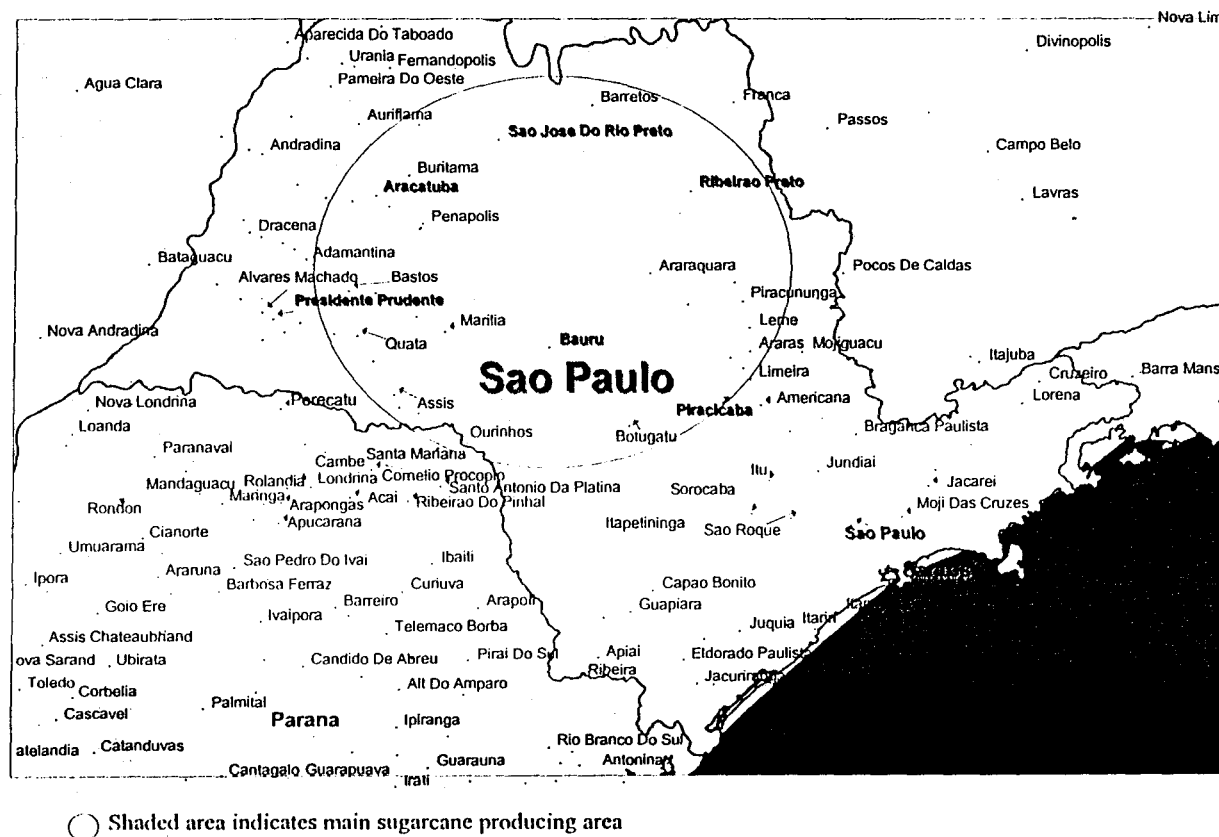 Nova Lim
Aparecida Do Taboado
Divinopolis
Urania Fernandopolis
Pameira Do Oeste
Agua Clara
Barretos
Franca
Auriflama
Passos
Sao Jose Do Rio Preto
Andradina
Campo Belo
Buritama
Aracatuba
Ribeirao Preto
Lavras
Penapolis
Dracena
Adamantina
Bataguacu
Araraquara
Pocos De Caldas
Alvares Machado
Bastos
Piracununga
Presidente Prudente
Marilia
Leme
Nova Andradina
Bauru
Quata
Araras Mojiguacu
Itajuba
Sao Paulo
Limeira
Cruzeiro
Barra Mans
Lorena
Nova Londrina
Porecatu
Assis
Piracicaba
Americana
Loanda
Ourinhos
Botugatu
Braganca Paulista
Paranaval
Santa Mariana
Cambe
Itu
Jundiai
Mandaguacu
Rolandia
Londrina
Cornelio Procopio
Jacarei
Maringa
Acai
Santo Antonio Da Platina
Sorocaba
Rondon
Arapongas
Ribeirao Do Pinhal
Moji Das Cruzes
Apucarana
Itapetininga
Sao Roque
Sao Paulo
Cianorte
Umuarama
Sao Pedro Do Ivai
Ibaiti
Ipora
Araruna
Barbosa Ferraz
Curiuva
Capao Bonito
Goio Ere
Ivaipora
Barreiro
Arapoli
Guapiara
Juquia
Itariri
Assis Chateaubriand
Telemaco Borba
ova Sarand
Ubirata
Candido De Abreu
Pirai Do Sul
Apiai
Eldorado Paulista
Ribeira
Toledo
Corbelia
Alt Do Amparo
Cascavel
Palmital
Parana
Ipiranga
atelandia
Catanduvas
Rio Branco Do Sul
Guarauna
Antonina
Cantagalo Guarapuava
Irati
Shaded area indicates main sugarcane producing area